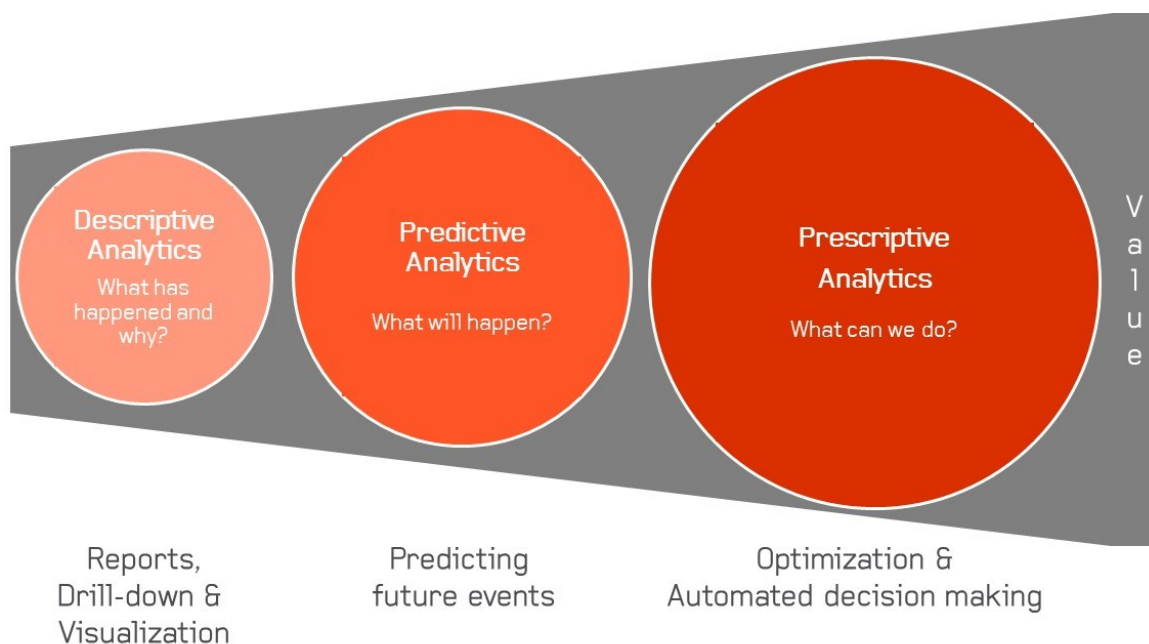 Descriptive
Analytics
What has
happened and
why?
Predictive
Analytics
What will happen?
Prescriptive
Analytics
What can we do?
V
a
l
u
e
Reports,
Drill-down &
Visualization
Predicting
future events
Optimization &
Automated decision making